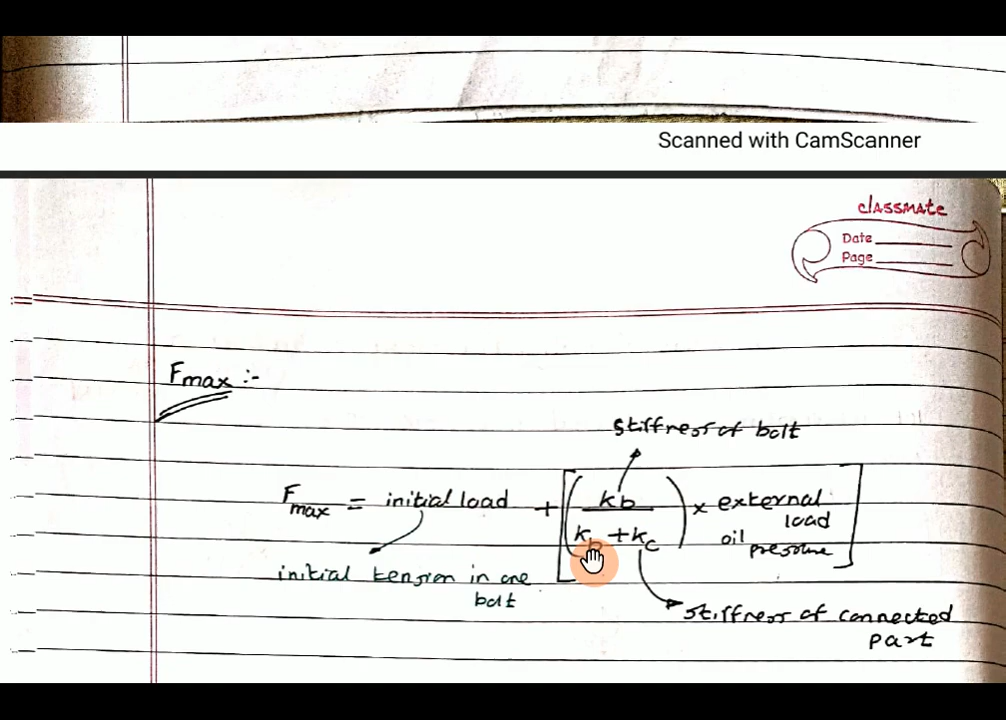 Scanned with CamScanner
classmate
Date
Page
Fmax :-
stiffness of bolt
Fmax = initial load + [(kb / kb + kc) × external load
oil pressure]
initial tension in one
bolt
stiffness of connected
part